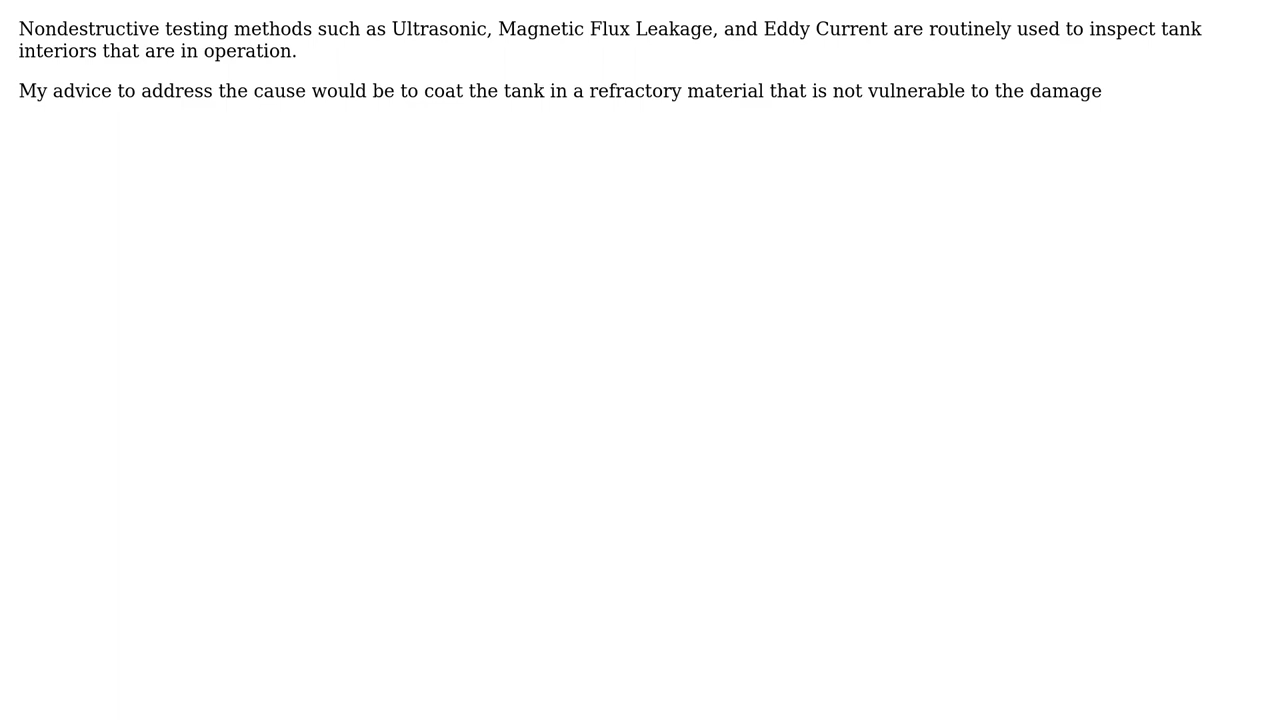 Nondestructive testing methods such as Ultrasonic, Magnetic Flux Leakage, and Eddy Current are routinely used to inspect tank
interiors that are in operation.
My advice to address the cause would be to coat the tank in a refractory material that is not vulnerable to the damage